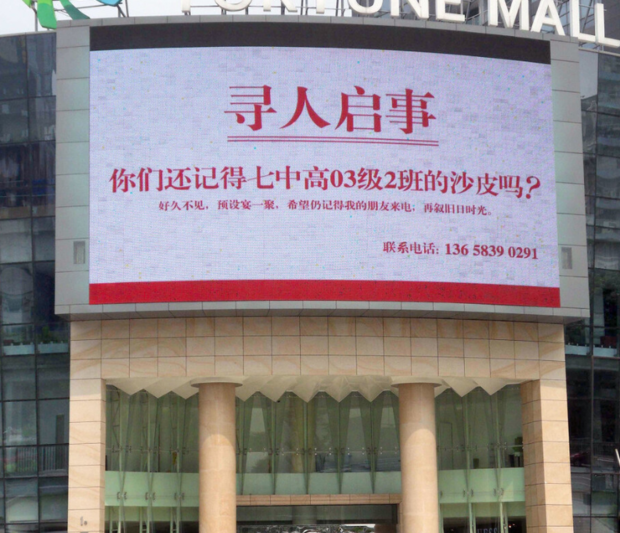 FORTUNE MALL
寻人启事
你们还记得七中高03级2班的沙皮吗?
好久不见，预设宴一聚，希望仍记得我的朋友来电，再叙旧日时光。
联系电话: 136 5839 0291